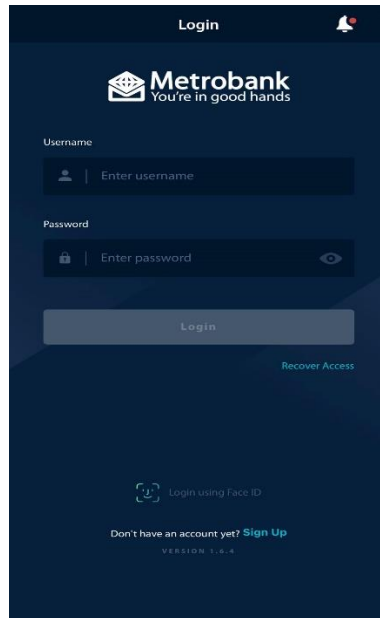 Login
Metrobank
You're in good hands
Username
Enter username
Password
Enter password
Login
Recover Access
Login using Face ID
Don't have an account yet? Sign Up
VERSION 1.6.4